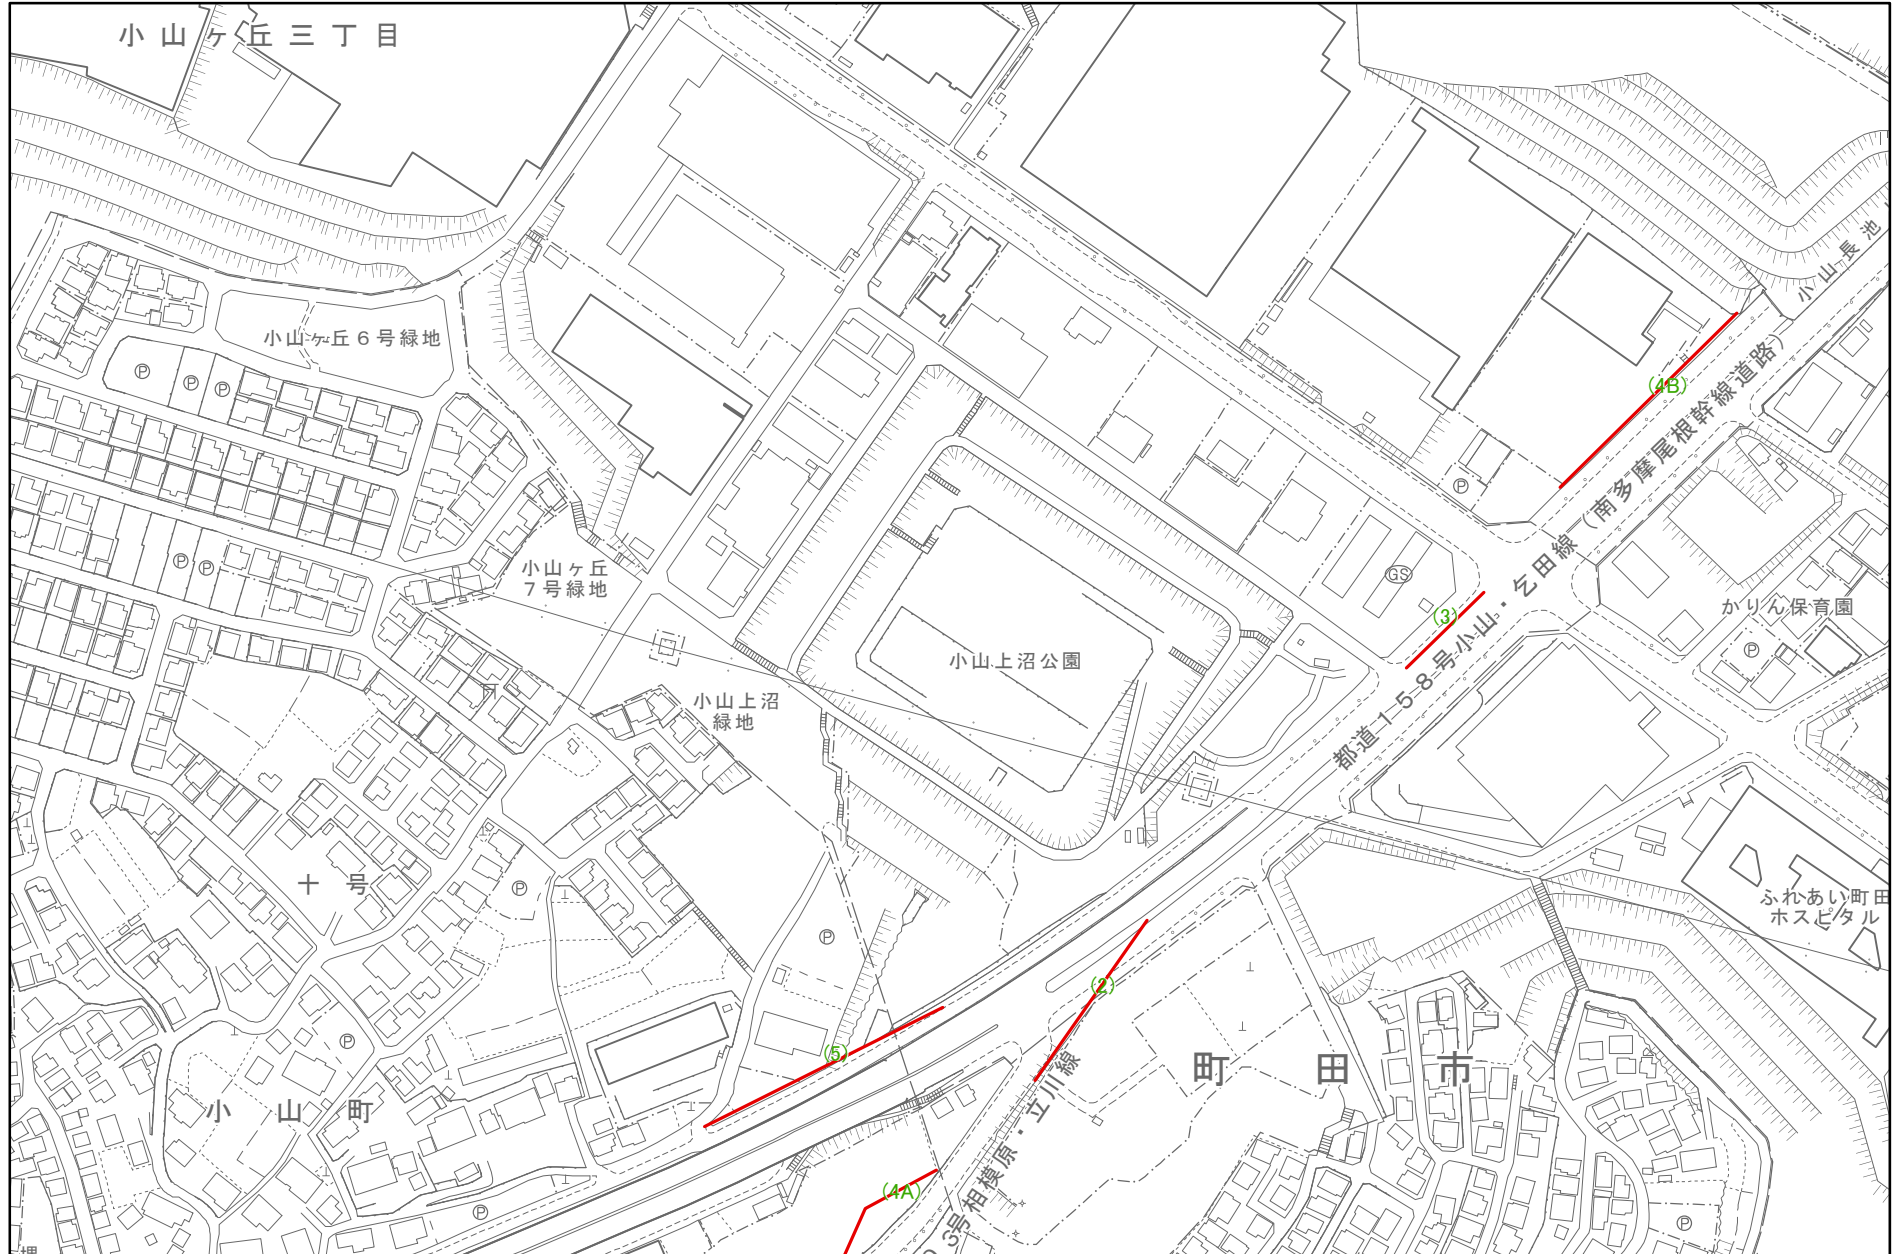 小山ヶ丘三丁目
小山長池
小山ヶ丘6号緑地
(4B)
P
P
P
都道158号小山・乞田線(南多摩尾根幹線道路)
P
P
P
小山ヶ丘
7号緑地
GS
(3)
かりん保育園
P
小山上沼公園
小山上沼
緑地
十号
P
ふれあい町田
ホスピタル
P
(2)
P
(5)
町田市
小山町
3号相模原・立川線
(4A)
P
P